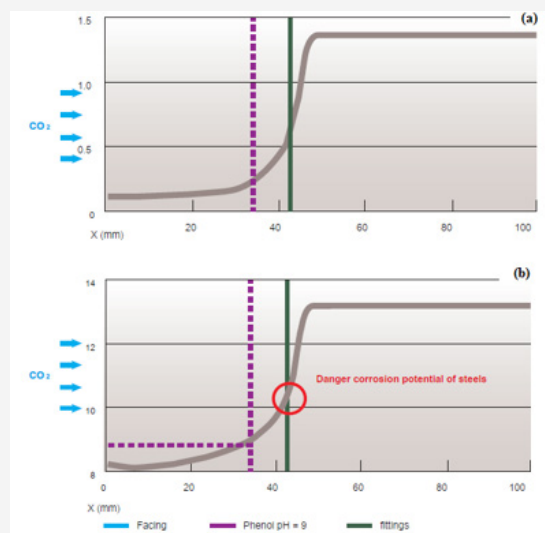 (a)
1.5
1.0
0.5
0
CO₂
20 40 60 80 100
X (mm)
(b)
14
12
10
8
CO₂
Danger corrosion potential of steels
0 20 40 60 80 100
X (mm)
Facing Phenol pH = 9 fittings